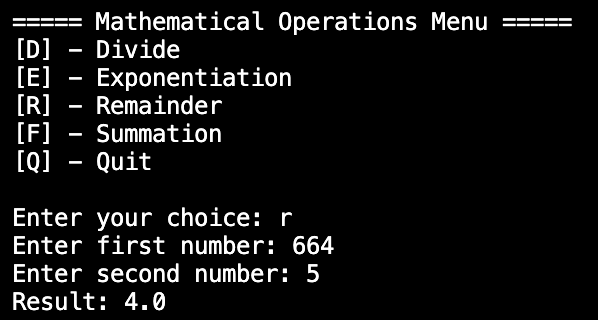 ===== Mathematical Operations Menu =====
[D] – Divide
[E] – Exponentiation
[R] – Remainder
[F] – Summation
[Q] – Quit
Enter your choice: r
Enter first number: 664
Enter second number: 5
Result: 4.0